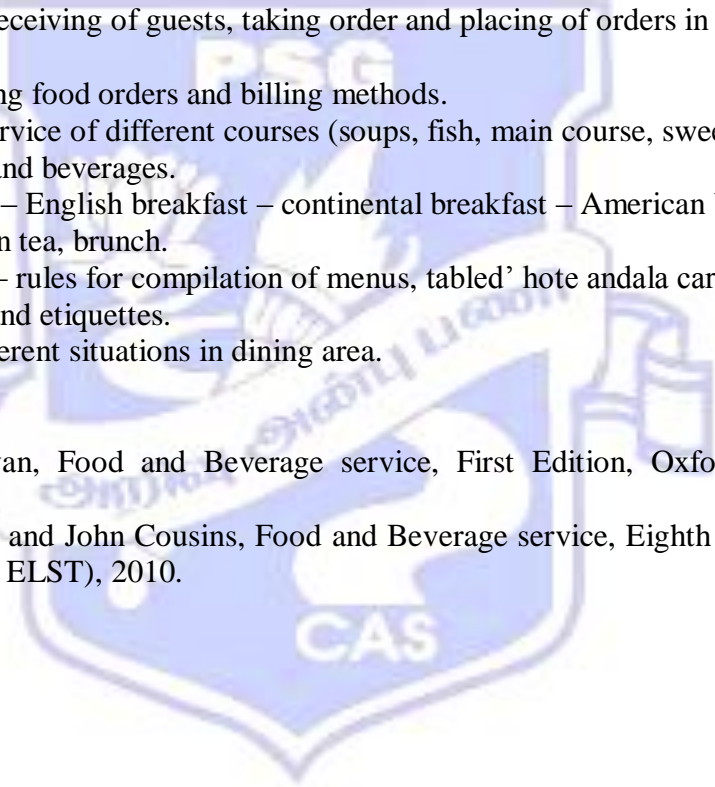 eceiving of guests, taking order and placing of orders in
PSG
ng food orders and billing methods.
rvice of different courses (soups, fish, main course, swee
and beverages.
– English breakfast – continental breakfast – American
n tea, brunch.
– rules for compilation of menus, tabled’ hote andala car
nd etiquettes.
erent situations in dining area.
van, Food and Beverage service, First Edition, Oxfo
and John Cousins, Food and Beverage service, Eighth
ELST), 2010.
CAS